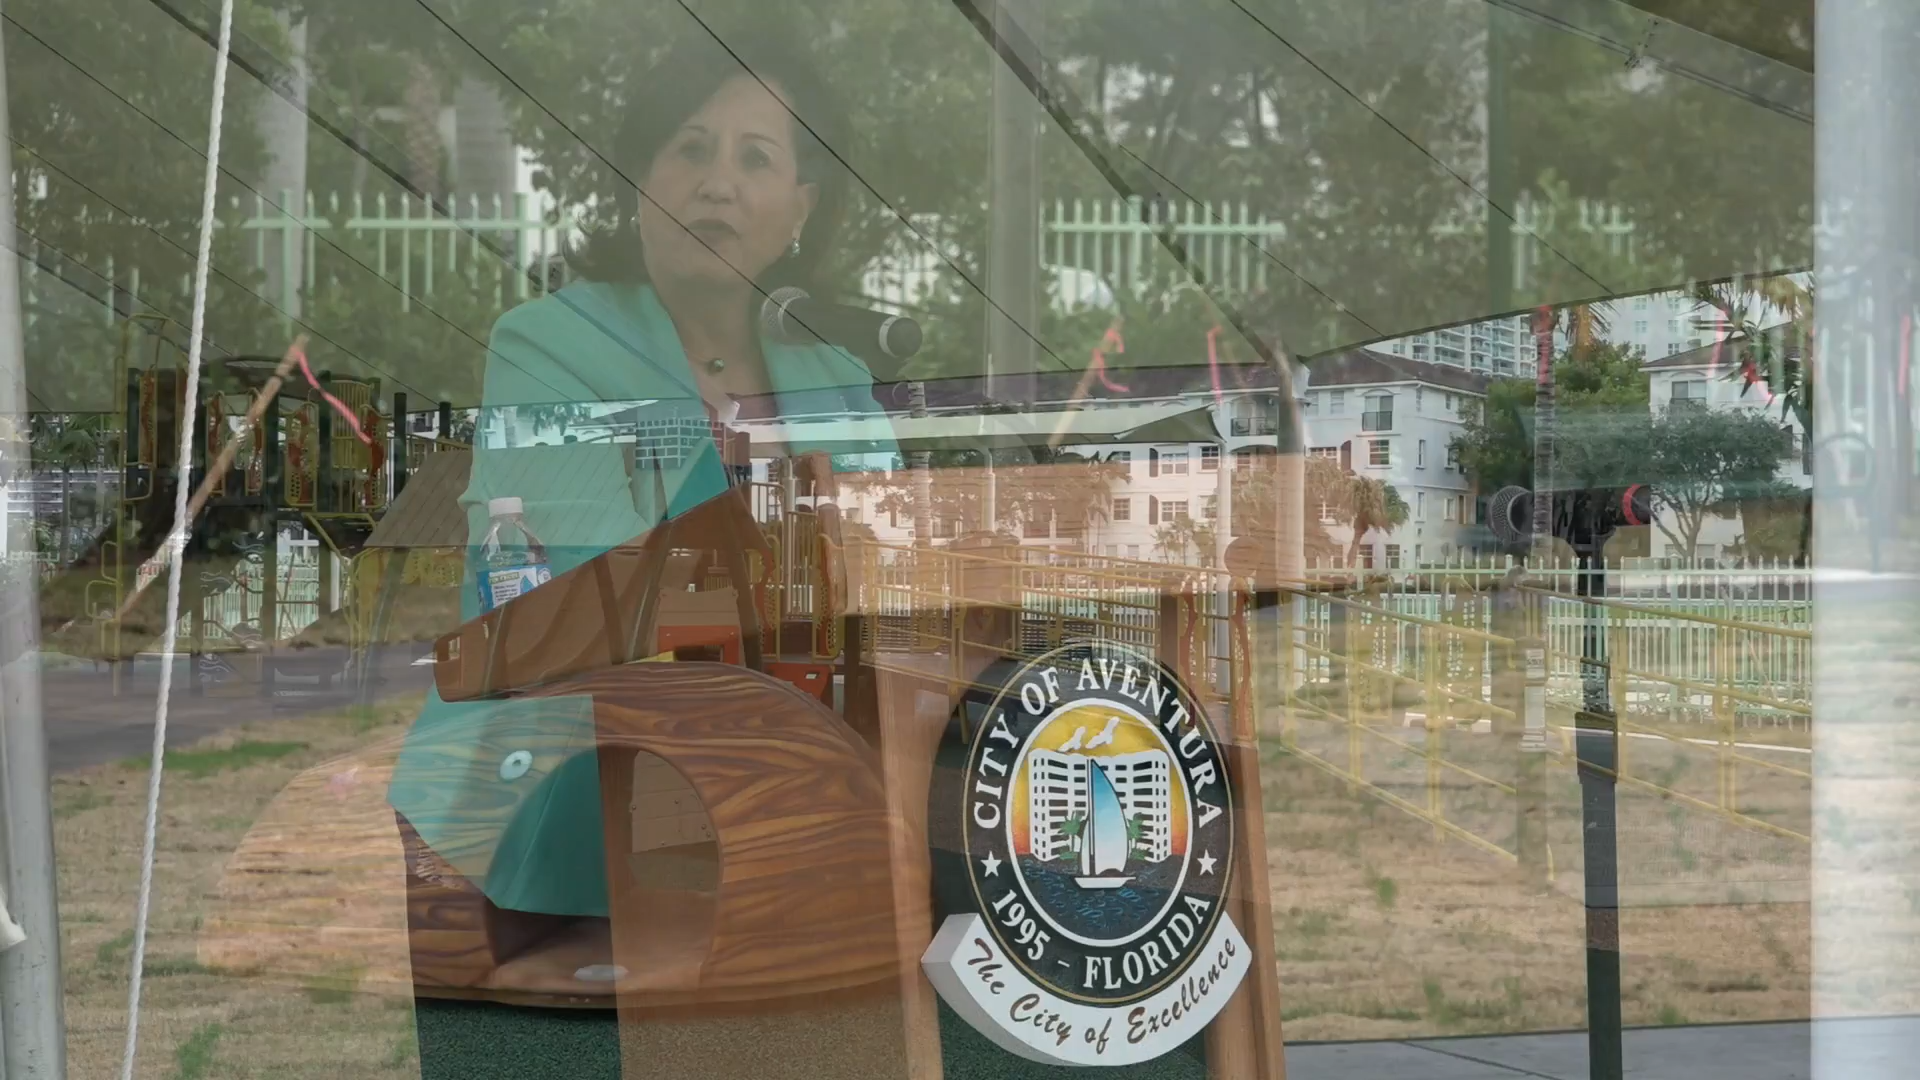 CITY OF AVENTURA
1995 - FLORIDA
The City of Excellence